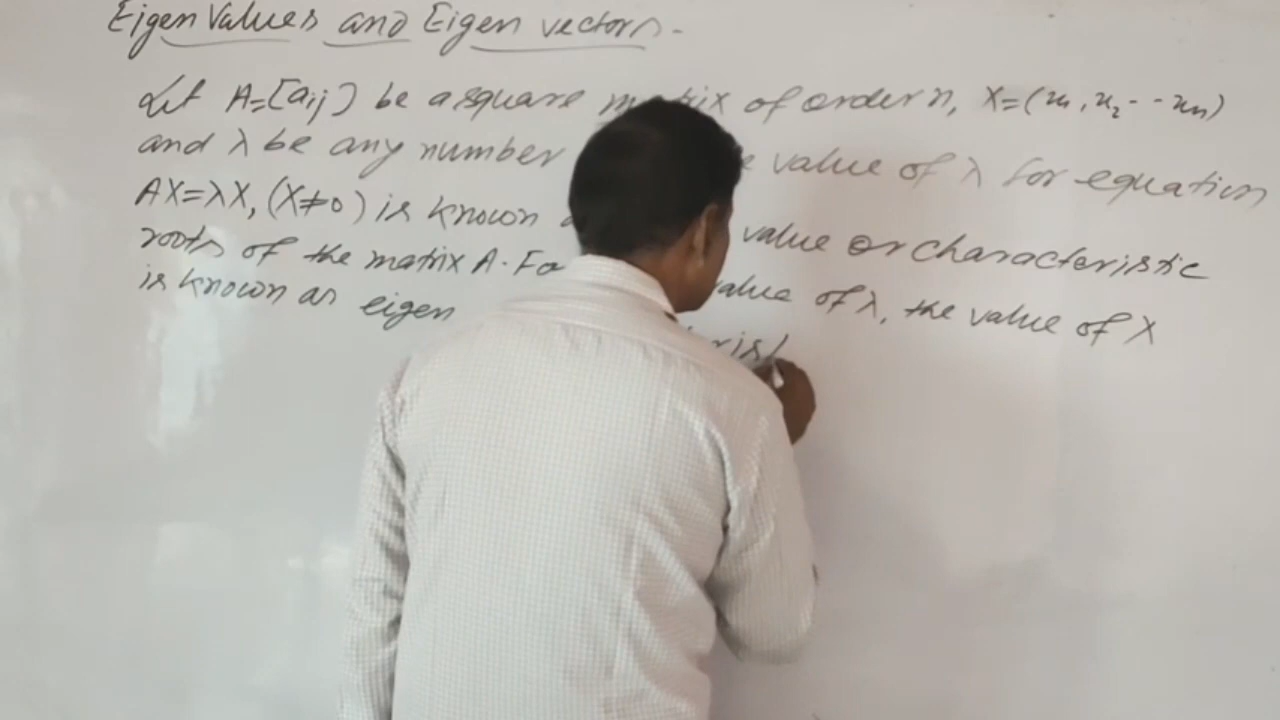 Eigen Values and Eigen vectors.
Let A=[aij] be a square matrix of order n, X=(x₁, x₂ - - xn)
and λ be any number value of λ for equation
AX=λX, (X≠0) is known value or characteristic
roots of the matrix A. Fo value of λ, the value of X
is known as eigen